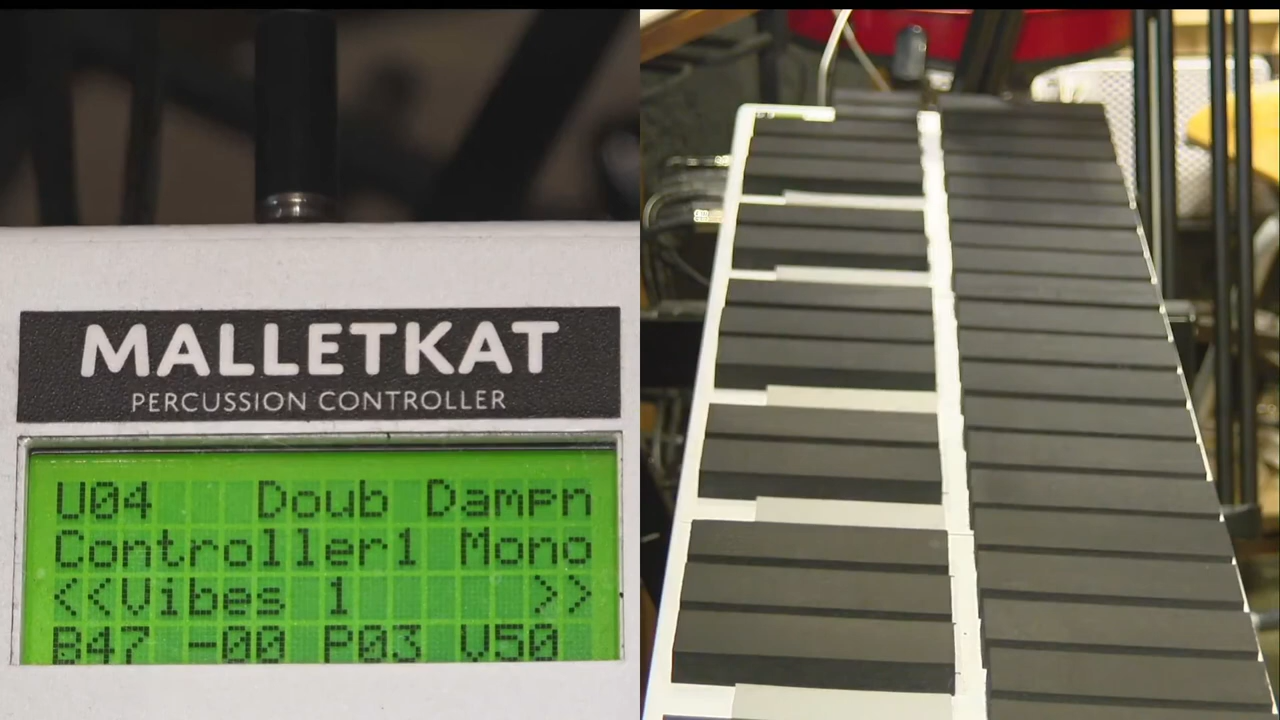 MALLETKAT
PERCUSSION CONTROLLER
U04 Doub Dampn
Controller1 Mono
<<Vibes 1 >>
B47 -00 P03 V50